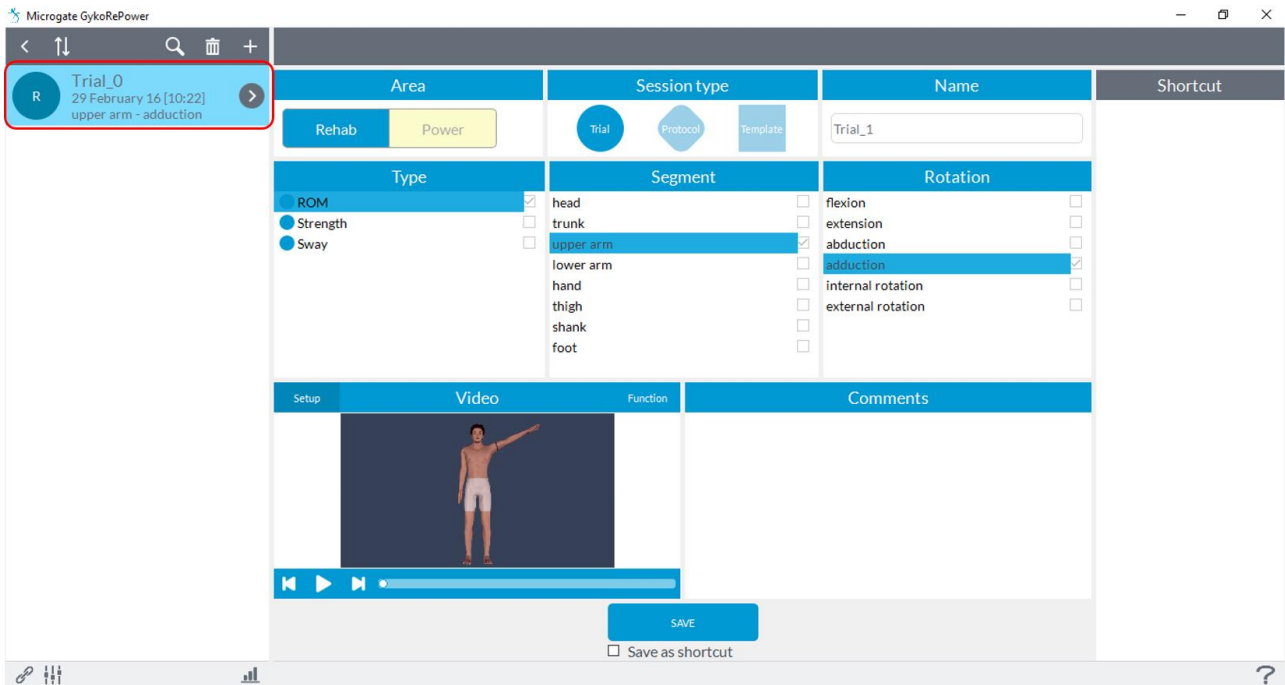 Microgate GykoRePower
R
Trial_0
29 February 16 [10:22]
upper arm - adduction
Area
Session type
Name
Shortcut
Rehab
Power
Trial
Protocol
Template
Trial_1
Type
Segment
Rotation
ROM
Strength
Sway
head
trunk
upper arm
lower arm
hand
thigh
shank
foot
flexion
extension
abduction
adduction
internal rotation
external rotation
Setup
Video
Function
Comments
SAVE
Save as shortcut
?